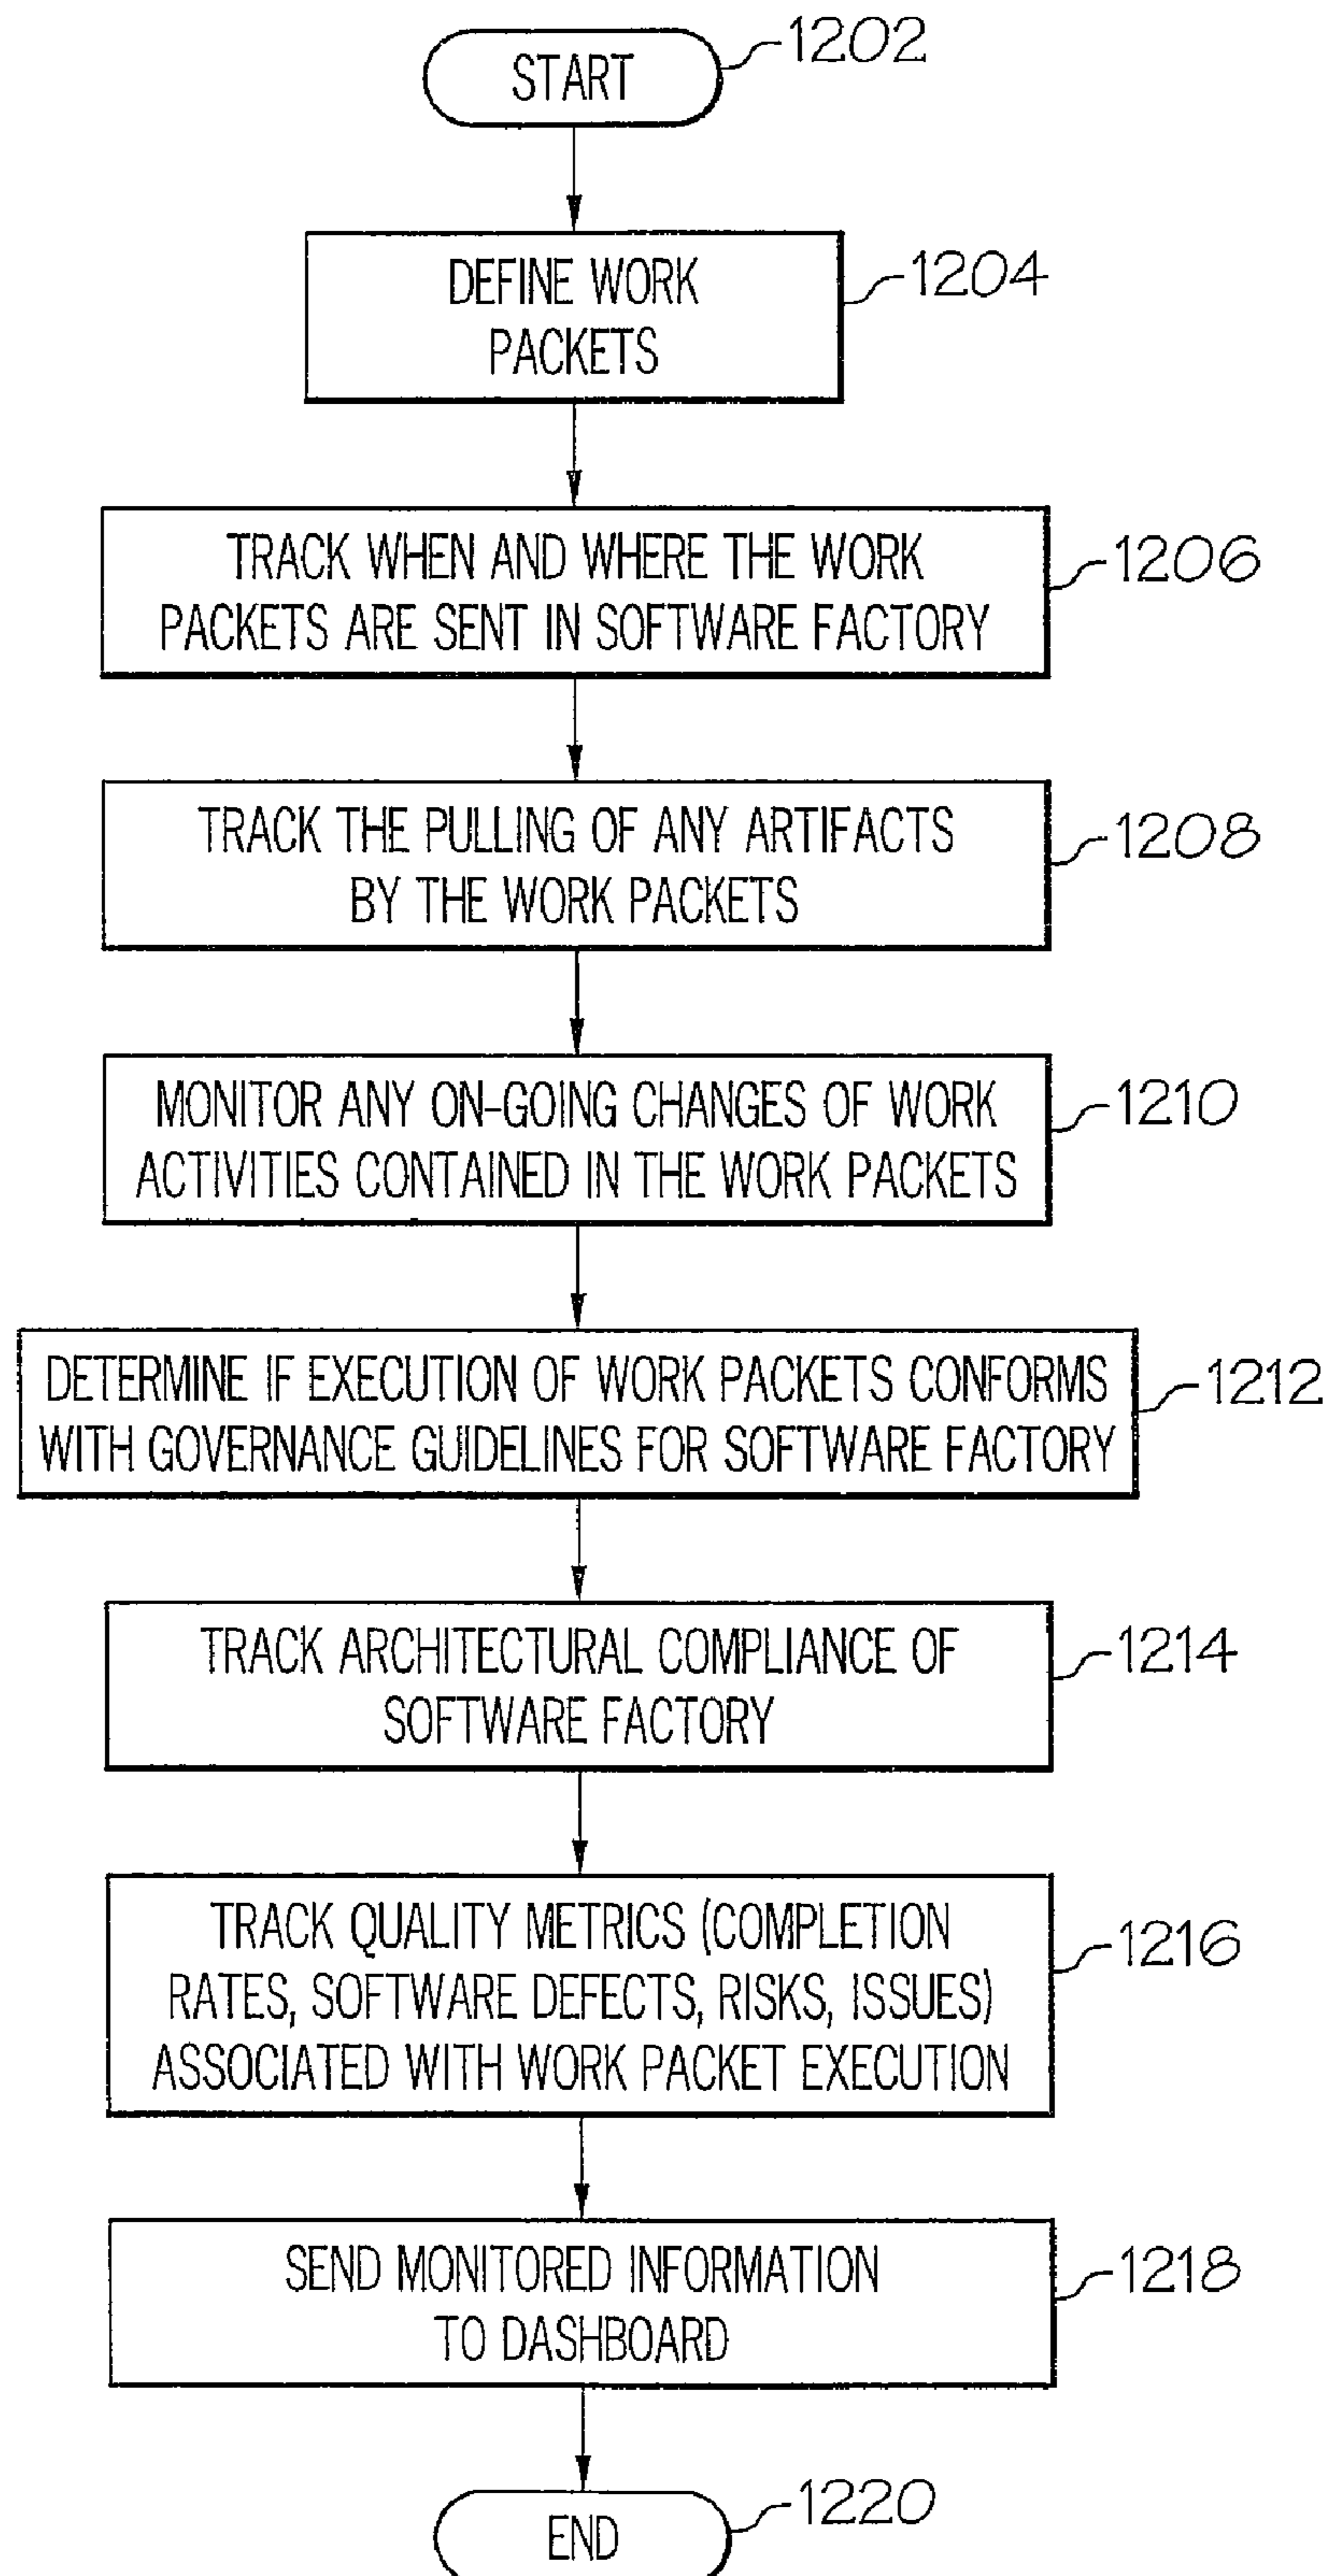 START
1202
DEFINE WORK
PACKETS
1204
TRACK WHEN AND WHERE THE WORK
PACKETS ARE SENT IN SOFTWARE FACTORY
1206
TRACK THE PULLING OF ANY ARTIFACTS
BY THE WORK PACKETS
1208
MONITOR ANY ON-GOING CHANGES OF WORK
ACTIVITIES CONTAINED IN THE WORK PACKETS
1210
DETERMINE IF EXECUTION OF WORK PACKETS CONFORMS
WITH GOVERNANCE GUIDELINES FOR SOFTWARE FACTORY
1212
TRACK ARCHITECTURAL COMPLIANCE OF
SOFTWARE FACTORY
1214
TRACK QUALITY METRICS (COMPLETION
RATES, SOFTWARE DEFECTS, RISKS, ISSUES)
ASSOCIATED WITH WORK PACKET EXECUTION
1216
SEND MONITORED INFORMATION
TO DASHBOARD
1218
END
1220